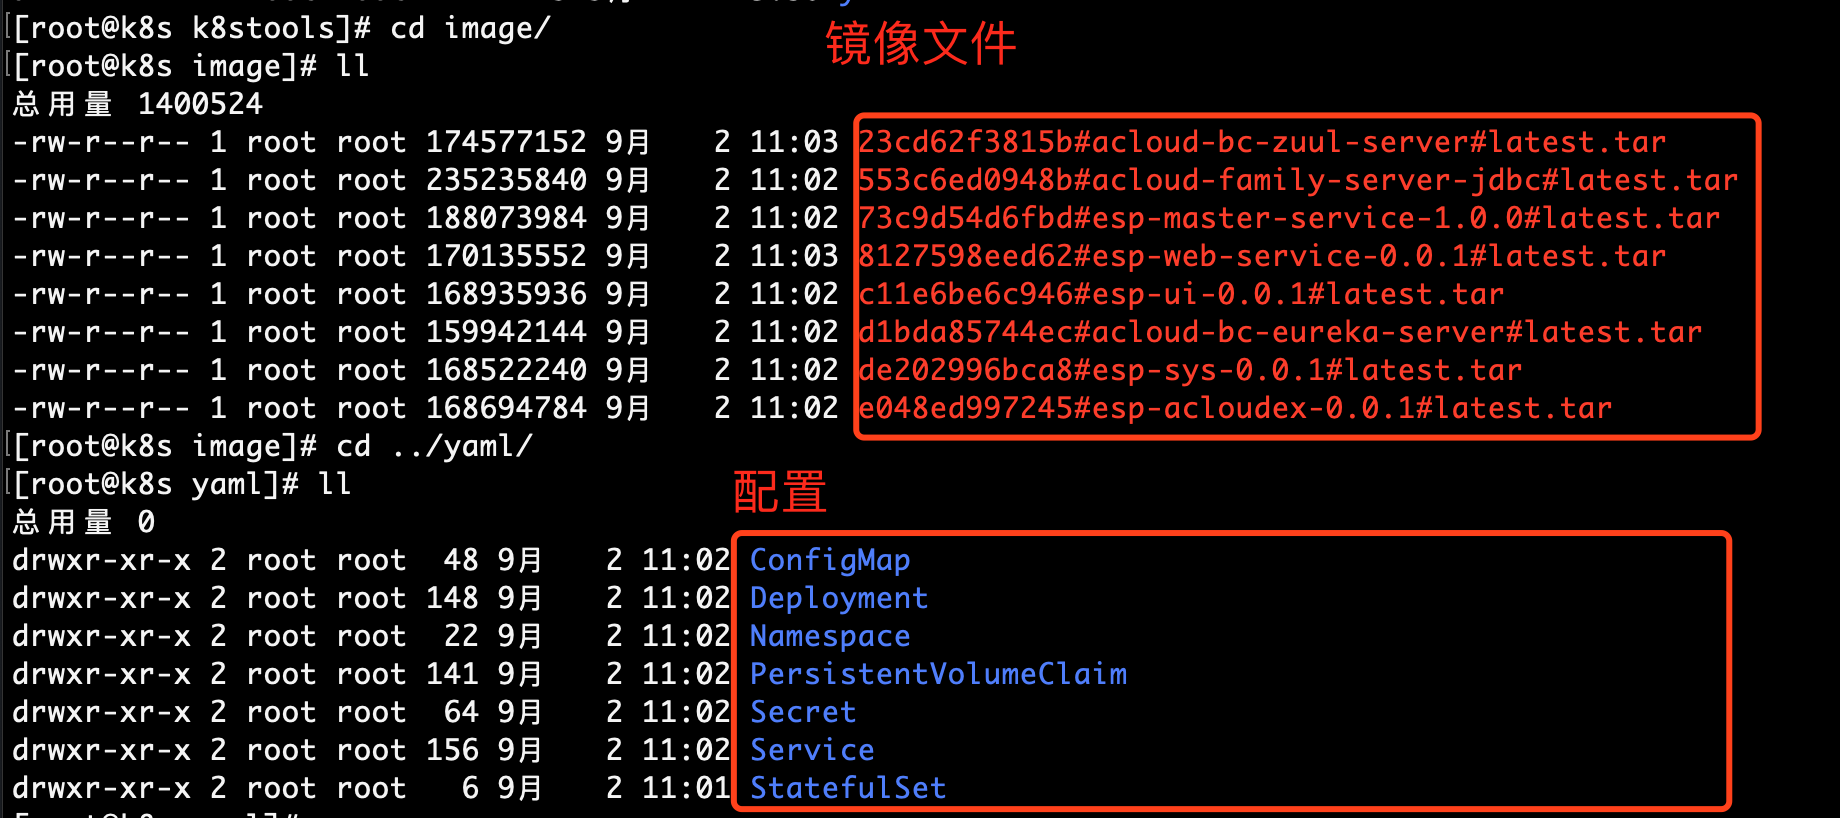 [root@k8s k8stools]# cd image/
镜像文件
[root@k8s image]# ll
总用量 1400524
-rw-r--r-- 1 root root 174577152 9月 2 11:03 23cd62f3815b#acloud-bc-zuul-server#latest.tar
-rw-r--r-- 1 root root 235235840 9月 2 11:02 553c6ed0948b#acloud-family-server-jdbc#latest.tar
-rw-r--r-- 1 root root 188073984 9月 2 11:02 73c9d54d6fbd#esp-master-service-1.0.0#latest.tar
-rw-r--r-- 1 root root 170135552 9月 2 11:03 8127598eed62#esp-web-service-0.0.1#latest.tar
-rw-r--r-- 1 root root 168935936 9月 2 11:02 c11e6be6c946#esp-ui-0.0.1#latest.tar
-rw-r--r-- 1 root root 159942144 9月 2 11:02 d1bda85744ec#acloud-bc-eureka-server#latest.tar
-rw-r--r-- 1 root root 168522240 9月 2 11:02 de202996bca8#esp-sys-0.0.1#latest.tar
-rw-r--r-- 1 root root 168694784 9月 2 11:02 e048ed997245#esp-acloudex-0.0.1#latest.tar
[root@k8s image]# cd ../yaml/
[root@k8s yaml]# ll
配置
总用量 0
drwxr-xr-x 2 root root 48 9月 2 11:02 ConfigMap
drwxr-xr-x 2 root root 148 9月 2 11:02 Deployment
drwxr-xr-x 2 root root 22 9月 2 11:02 Namespace
drwxr-xr-x 2 root root 141 9月 2 11:02 PersistentVolumeClaim
drwxr-xr-x 2 root root 64 9月 2 11:02 Secret
drwxr-xr-x 2 root root 156 9月 2 11:02 Service
drwxr-xr-x 2 root root 6 9月 2 11:01 StatefulSet